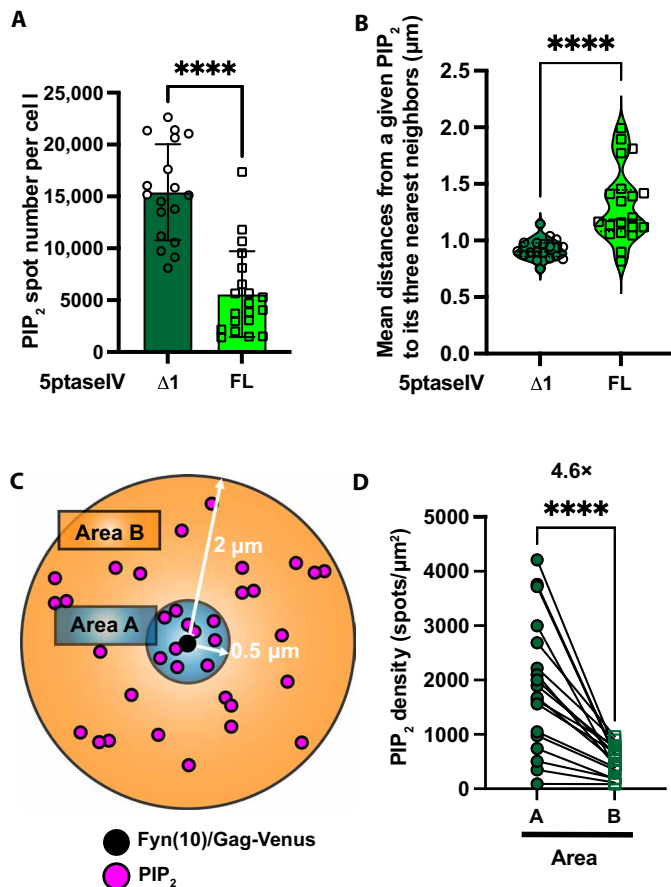 A
****
PIP2 spot number per cell l
25,000
20,000
15,000
10,000
5000
0
5ptaseIV
Δ1
FL
B
****
Mean distances from a given PIP2
to its three nearest neighbors (µm)
2.5
2.0
1.5
1.0
0.5
0.0
5ptaseIV
Δ1
FL
C
Area B
2 µm
Area A
0.5 µm
Fyn(10)/Gag-Venus
PIP2
D
4.6×
****
PIP2 density (spots/µm2)
5000
4000
3000
2000
1000
0
A
B
Area